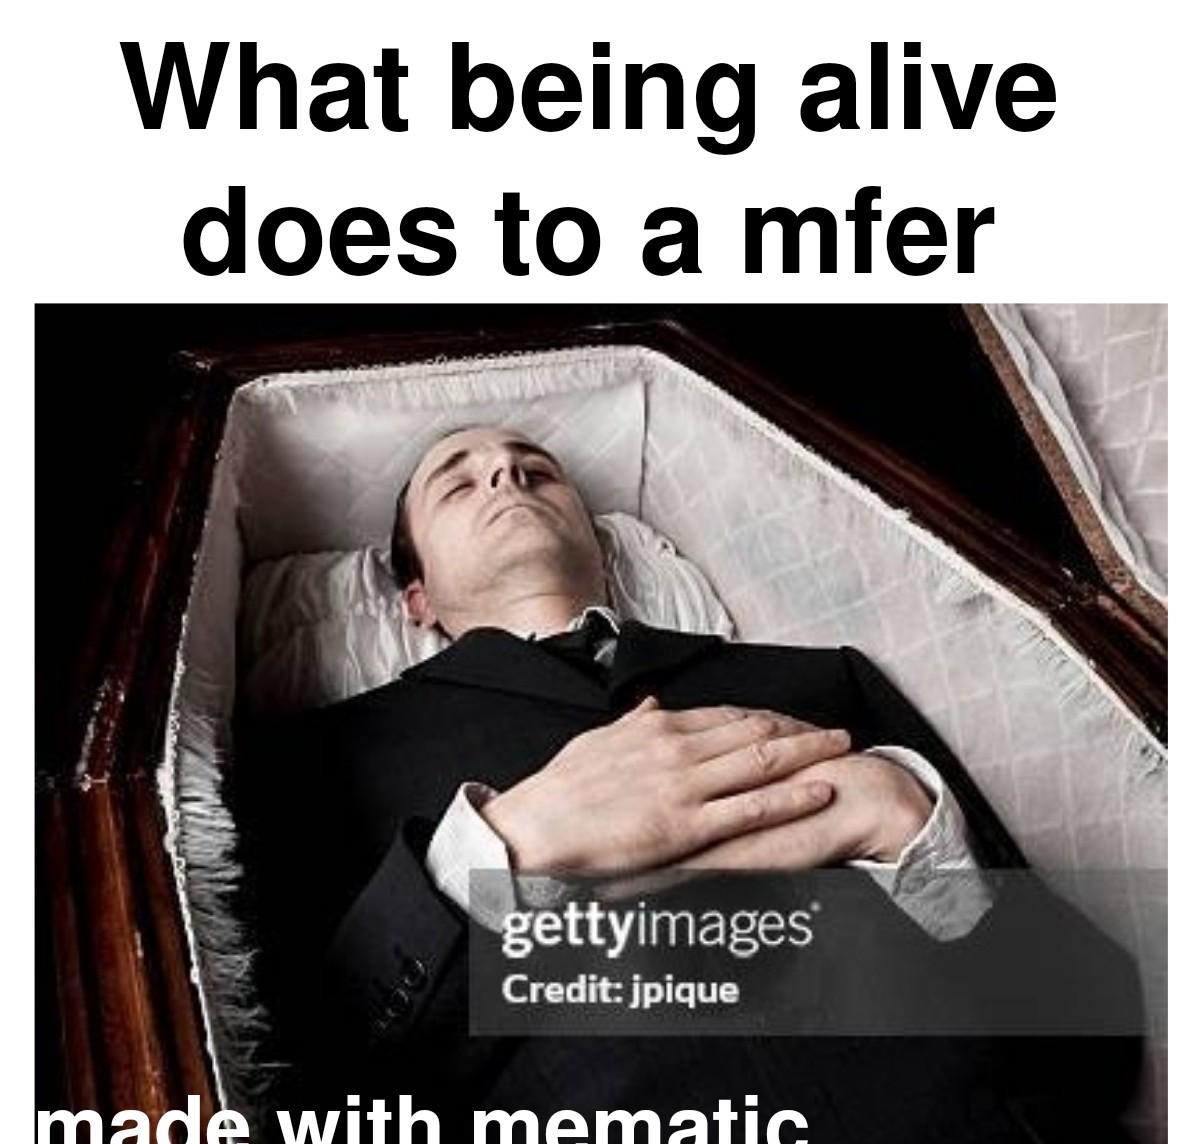 What being alive
does to a mfer
gettyimages®
Credit: jpique
made with mematic